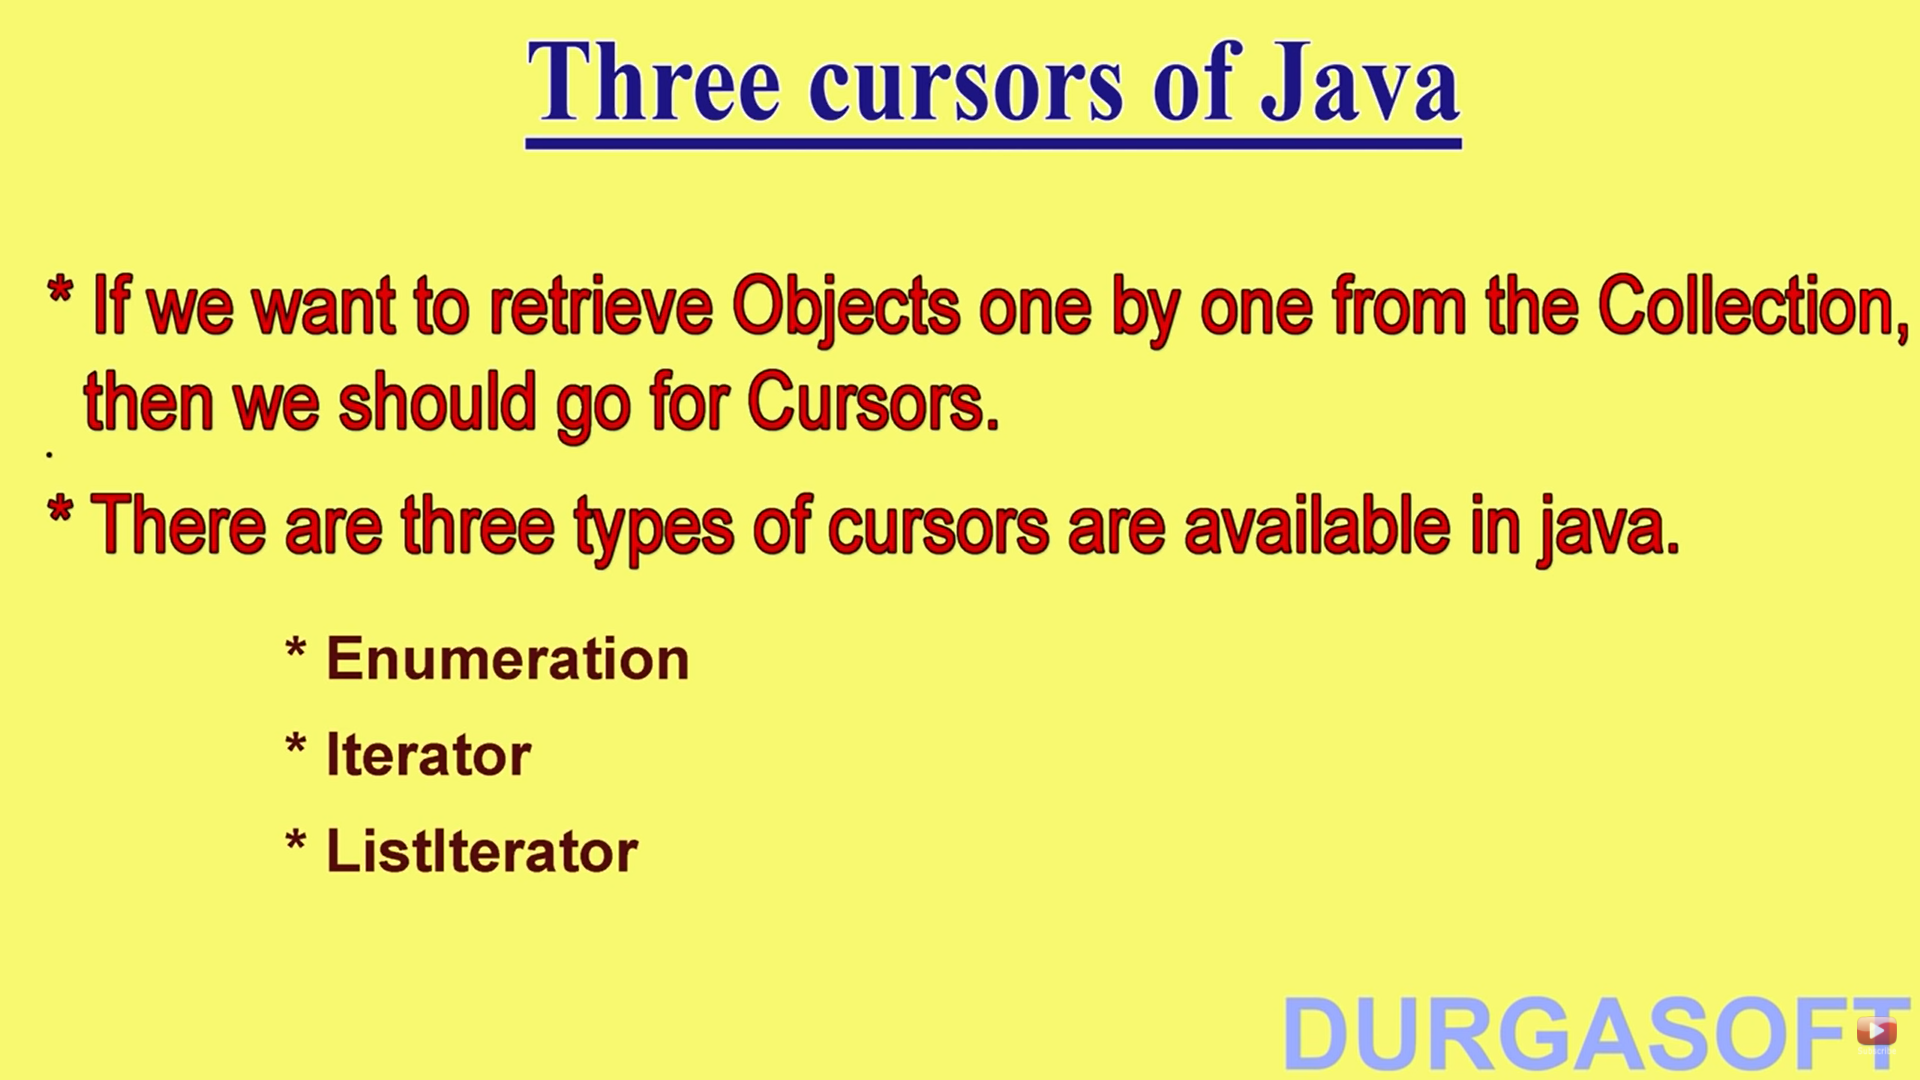 Three cursors of Java
* If we want to retrieve Objects one by one from the Collection,
then we should go for Cursors.
* There are three types of cursors are available in java.
* Enumeration
* Iterator
* ListIterator
DURGASOFT